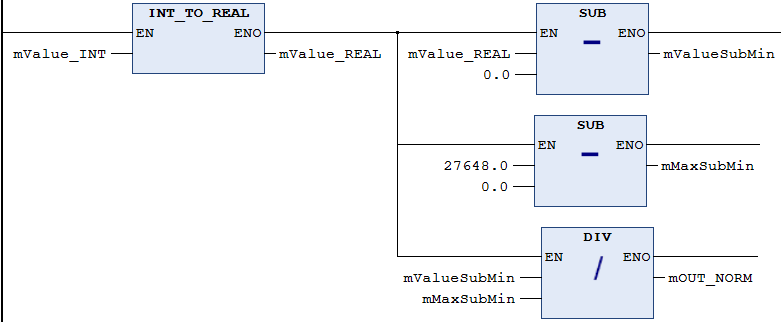 INT_TO_REAL
EN ENO
mValue_INT mValue_REAL
SUB
EN ENO
mValue_REAL mValueSubMin
0.0
SUB
EN ENO
27648.0 mMaxSubMin
0.0
DIV
EN ENO
mValueSubMin mOUT_NORM
mMaxSubMin